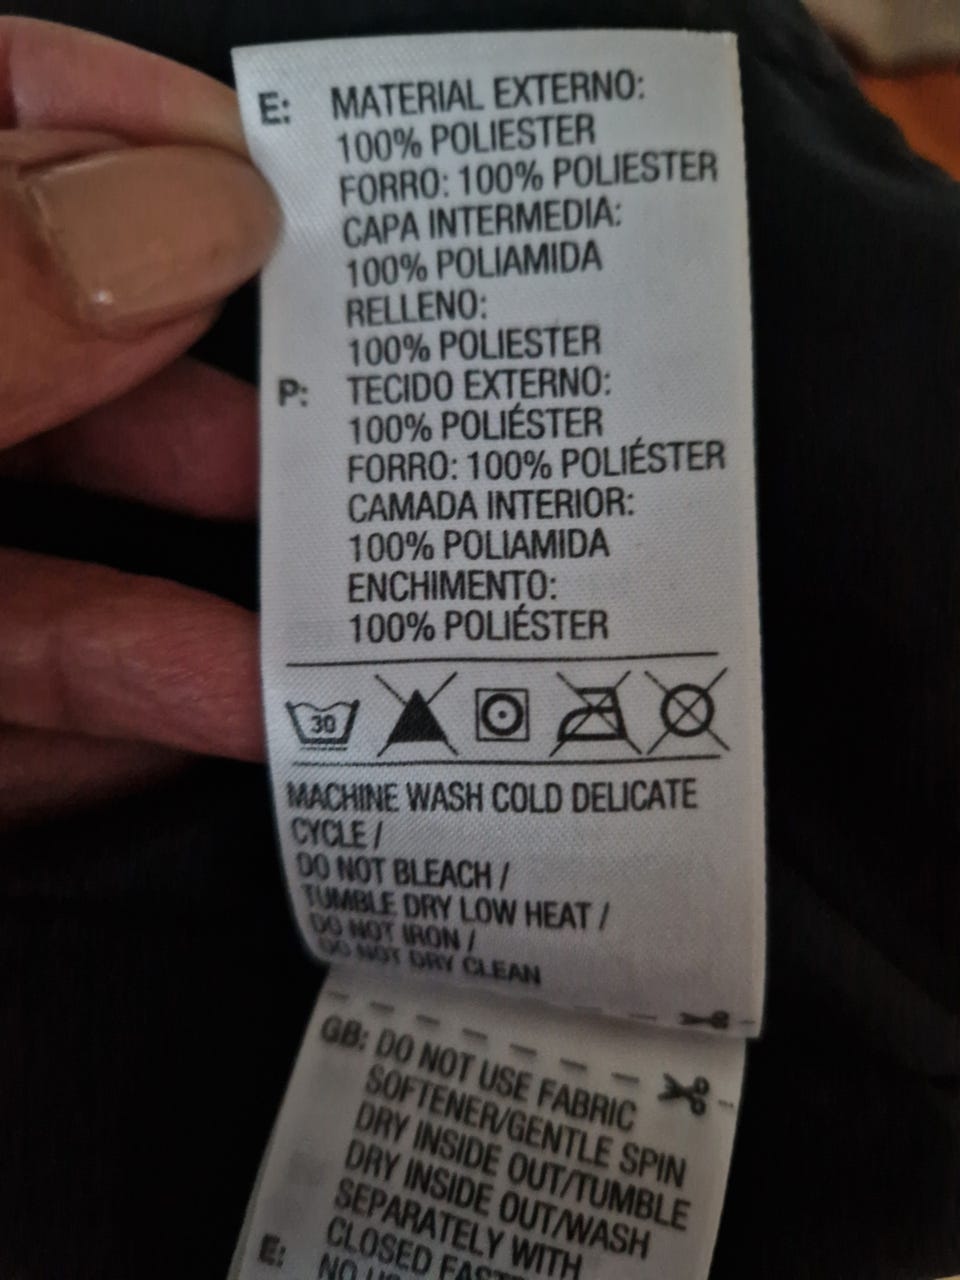 E: MATERIAL EXTERNO:
100% POLIESTER
FORRO: 100% POLIESTER
CAPA INTERMEDIA:
100% POLIAMIDA
RELLENO:
100% POLIESTER
P: TECIDO EXTERNO:
100% POLIÉSTER
FORRO: 100% POLIÉSTER
CAMADA INTERIOR:
100% POLIAMIDA
ENCHIMENTO:
100% POLIÉSTER
30
MACHINE WASH COLD DELICATE
CYCLE /
DO NOT BLEACH /
TUMBLE DRY LOW HEAT /
DO NOT IRON /
DO NOT DRY CLEAN
GB: DO NOT USE FABRIC
SOFTENER/GENTLE SPIN
DRY INSIDE OUT/TUMBLE
DRY INSIDE OUT/WASH
SEPARATELY WITH
CLOSED
E: NO